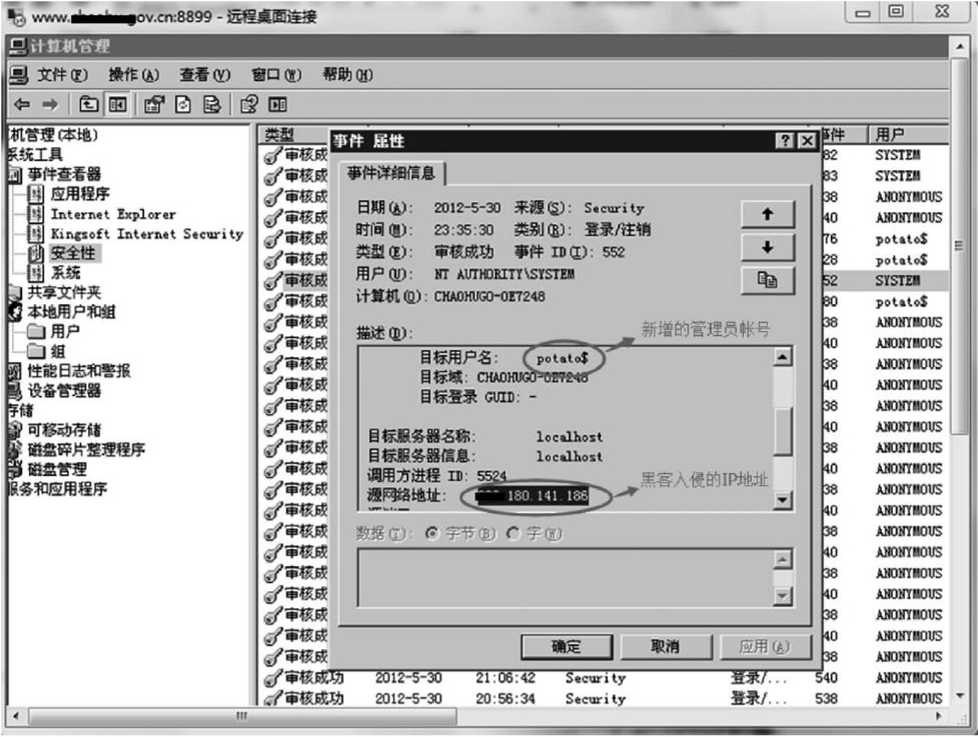 www. gov.cn:8899 - 远程桌面连接
计算机管理
文件(F) 操作(A) 查看(V) 窗口(W) 帮助(H)
机管理(本地)
系统工具
事件查看器
应用程序
Internet Explorer
Kingsoft Internet Security
安全性
系统
共享文件夹
本地用户和组
用户
组
性能日志和警报
设备管理器
存储
可移动存储
磁盘碎片整理程序
磁盘管理
服务和应用程序
类型 事件 用户
审核成 82 SYSTEM
审核成 83 SYSTEM
审核成 38 ANONYMOUS
审核成 40 ANONYMOUS
审核成 76 potato$
审核成 28 potato$
审核成 52 SYSTEM
审核成 80 potato$
审核成 38 ANONYMOUS
审核成 40 ANONYMOUS
审核成 38 ANONYMOUS
审核成 40 ANONYMOUS
审核成 38 ANONYMOUS
审核成 40 ANONYMOUS
审核成 38 ANONYMOUS
审核成 40 ANONYMOUS
审核成 38 ANONYMOUS
审核成 40 ANONYMOUS
审核成 38 ANONYMOUS
审核成 40 ANONYMOUS
审核成 38 ANONYMOUS
审核成 40 ANONYMOUS
审核成 38 ANONYMOUS
审核成 40 ANONYMOUS
审核成 38 ANONYMOUS
审核成功 2012-5-30 21:06:42 Security 登录/... 540 ANONYMOUS
审核成功 2012-5-30 20:56:34 Security 登录/... 538 ANONYMOUS
事件 属性
事件详细信息
日期(A): 2012-5-30 来源(S): Security
时间(M): 23:35:30 类别(R): 登录/注销
类型(E): 审核成功 事件 ID(I): 552
用户(U): NT AUTHORITY\SYSTEM
计算机(O): CHAOHUGO-0E7248
描述(D):
新增的管理员帐号
目标用户名: potato$
目标域: CHAOHUGO-0E7248
目标登录 GUID: -
目标服务器名称: localhost
目标服务器信息: localhost
调用方进程 ID: 5524
源网络地址: 180.141.186
黑客入侵的IP地址
数据(T): 字节(B) 字(W)
确定 取消 应用(A)